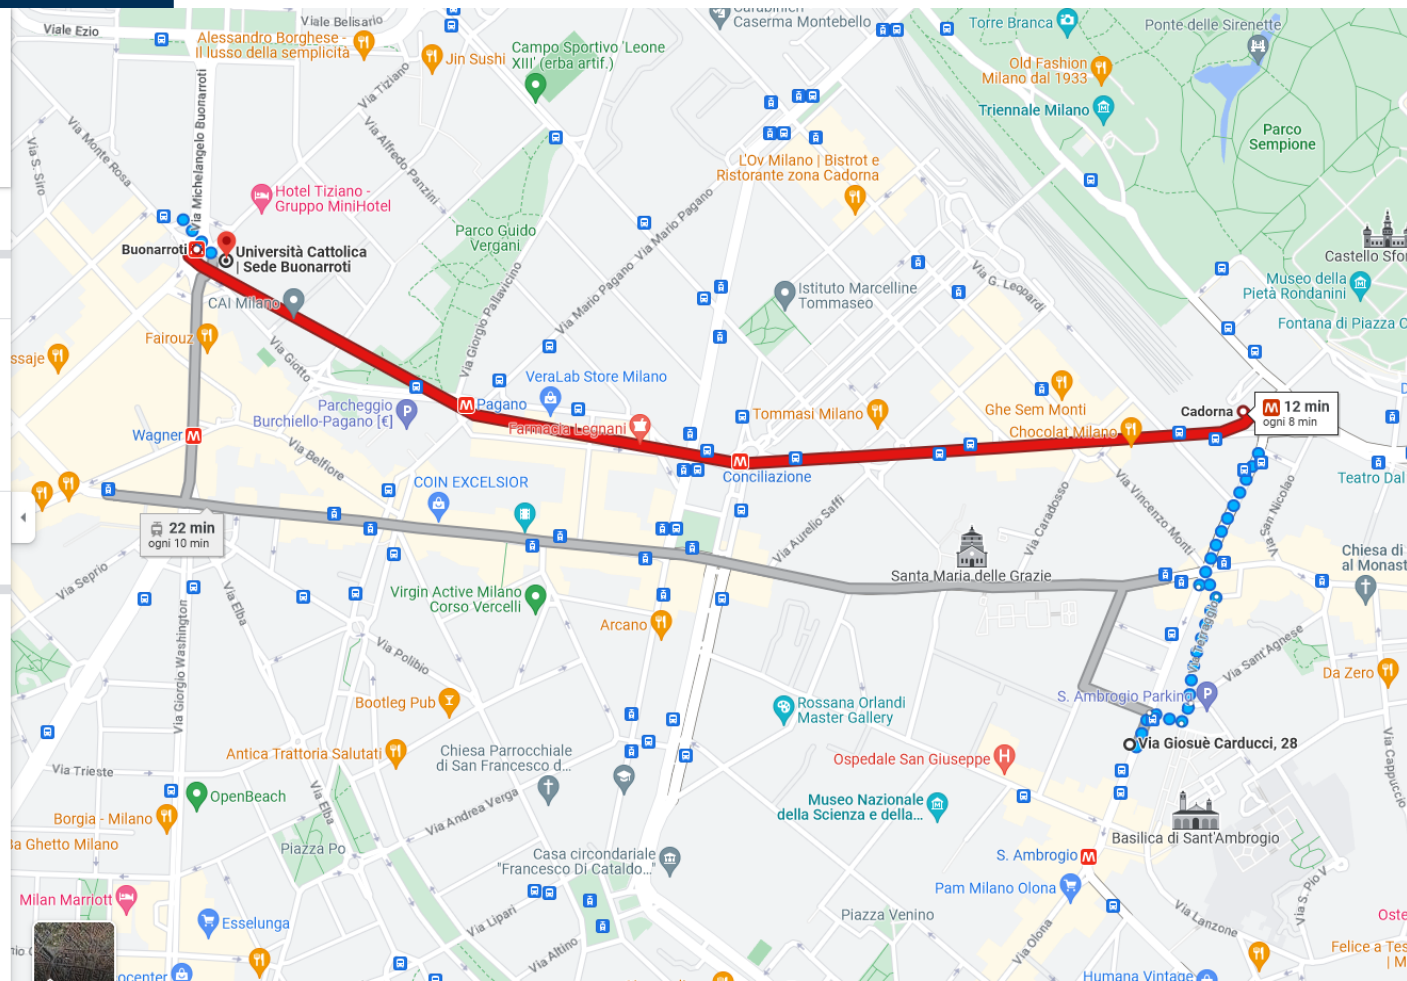 Viale Ezio
Viale Belisario
Carabinieri
Caserma Montebello
Torre Branca
Ponte delle Sirenette
Alessandro Borghese -
Il lusso della semplicità
Jin Sushi
Campo Sportivo 'Leone
XIII' (erba artif.)
Old Fashion
Milano dal 1933
Via Tiziano
Via Michelangelo Buonarroti
Triennale Milano
Via Monte Rosa
Via Alfredo Panzini
Parco
Sempione
Via S. Siro
L'Ov Milano | Bistrot e
Ristorante zona Cadorna
Hotel Tiziano -
Gruppo MiniHotel
Via Mario Pagano
Via Mario Pagano
Parco Guido
Vergani
Buonarroti
Università Cattolica
| Sede Buonarroti
Castello Sfor
Via G. Leopardi
Museo della
Pietà Rondanini
Istituto Marcelline
Tommaseo
CAI Milano
Via Giorgio Pallavicino
Fontana di Piazza C
Fairouz
Via Giotto
ssaje
VeraLab Store Milano
Parcheggio
Burchiello-Pagano [€]
M
Pagano
Ghe Sem Monti
Tommasi Milano
Cadorna
M 12 min
ogni 8 min
Farmacia Legnani
Chocolat Milano
Wagner
M
Via Belfiore
M
Conciliazione
Teatro Dal
COIN EXCELSIOR
Via Vincenzo Monti
Via S. Nicolao
22 min
ogni 10 min
Via Aurelio Saffi
Via Caradosso
Via Seprio
Santa Maria delle Grazie
Chiesa di
al Monast
Via Elba
Virgin Active Milano
Corso Vercelli
Arcano
Via Giorgio Washington
Via Polibio
Via Terraggio
Via Sant'Agnese
Da Zero
S. Ambrogio Parking
P
Bootleg Pub
Rossana Orlandi
Master Gallery
Via Giosuè Carducci, 28
Antica Trattoria Salutati
Chiesa Parrocchiale
di San Francesco d...
Ospedale San Giuseppe
H
Via Cappuccio
Via Trieste
OpenBeach
Via Elba
Via Andrea Verga
Museo Nazionale
della Scienza e della...
Borgia - Milano
Ba Ghetto Milano
Basilica di Sant'Ambrogio
Piazza Po
Casa circondariale
"Francesco Di Cataldo..."
S. Ambrogio
M
Pam Milano Olona
Milan Marriott
Esselunga
Via Lipari
Piazza Venino
Via Lanzone
Via S. Pio V
Oste
Via Altino
Via Olona
Felice a Tes
| M
ocenter
Humana Vintage